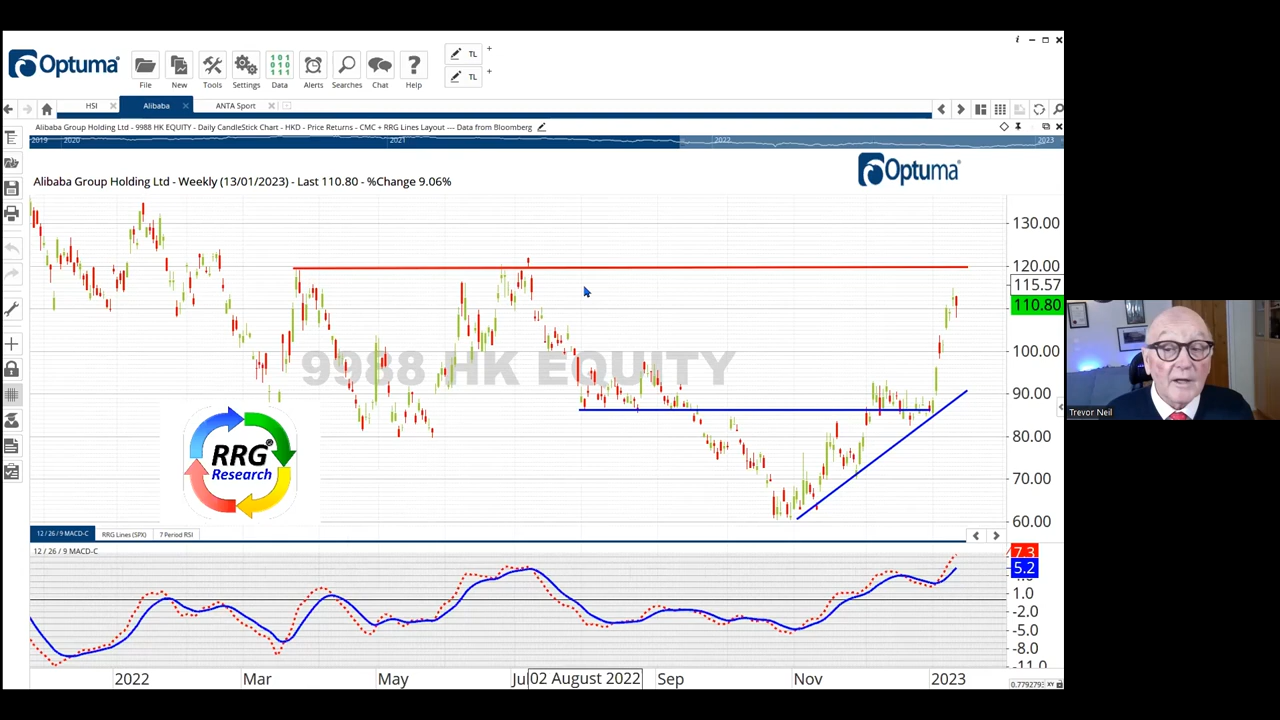 Optuma
File New Tools Settings Data Alerts Searches Chat Help
TL
TL
HSI Alibaba ANTA Sport
Alibaba Group Holding Ltd - 9988 HK EQUITY - Daily CandleStick Chart - HKD - Price Returns - CMC + RRG Lines Layout --- Data from Bloomberg
2019 2020 2021 2022 2023
Optuma
Alibaba Group Holding Ltd - Weekly (13/01/2023) - Last 110.80 - %Change 9.06%
130.00
120.00
115.57
110.80
100.00
90.00
80.00
70.00
60.00
9988 HK EQUITY
RRG
Research
Trevor Neil
12 / 26 / 9 MACD-C RRG Lines (SPX) 7 Period RSI
12 / 26 / 9 MACD-C
7.3
5.2
1.0
-2.0
-5.0
-8.0
-11.0
2022 Mar May Jul 02 August 2022 Sep Nov 2023